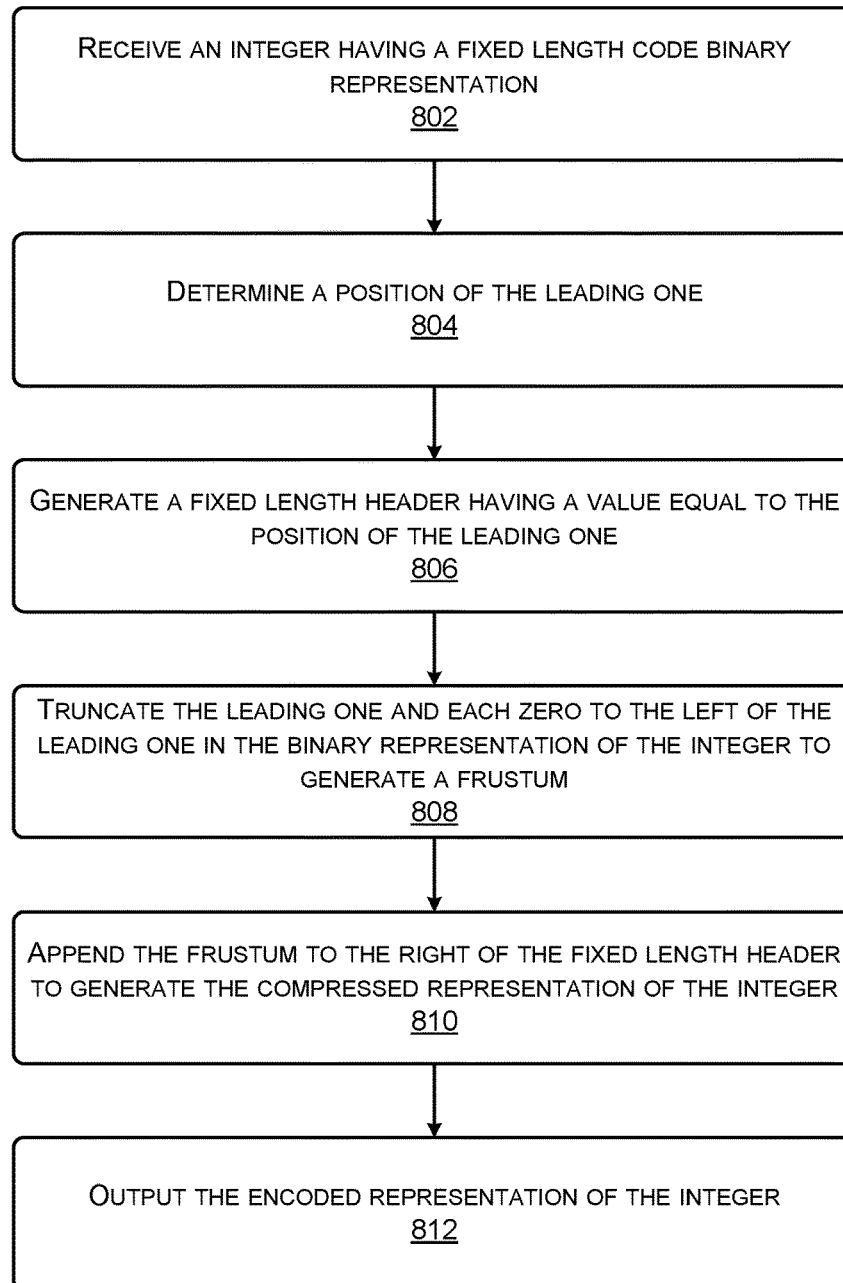 RECEIVE AN INTEGER HAVING A FIXED LENGTH CODE BINARY
REPRESENTATION
802
DETERMINE A POSITION OF THE LEADING ONE
804
GENERATE A FIXED LENGTH HEADER HAVING A VALUE EQUAL TO THE
POSITION OF THE LEADING ONE
806
TRUNCATE THE LEADING ONE AND EACH ZERO TO THE LEFT OF THE
LEADING ONE IN THE BINARY REPRESENTATION OF THE INTEGER TO
GENERATE A FRUSTUM
808
APPEND THE FRUSTUM TO THE RIGHT OF THE FIXED LENGTH HEADER
TO GENERATE THE COMPRESSED REPRESENTATION OF THE INTEGER
810
OUTPUT THE ENCODED REPRESENTATION OF THE INTEGER
812